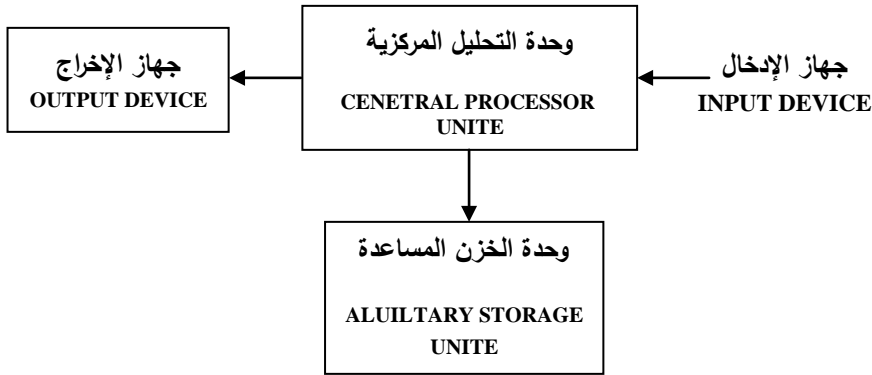 وحدة التحليل المركزية
CENETRAL PROCESSOR
UNITE
جهاز الإدخال
INPUT DEVICE
جهاز الإخراج
OUTPUT DEVICE
وحدة الخزن المساعدة
ALUILTARY STORAGE
UNITE